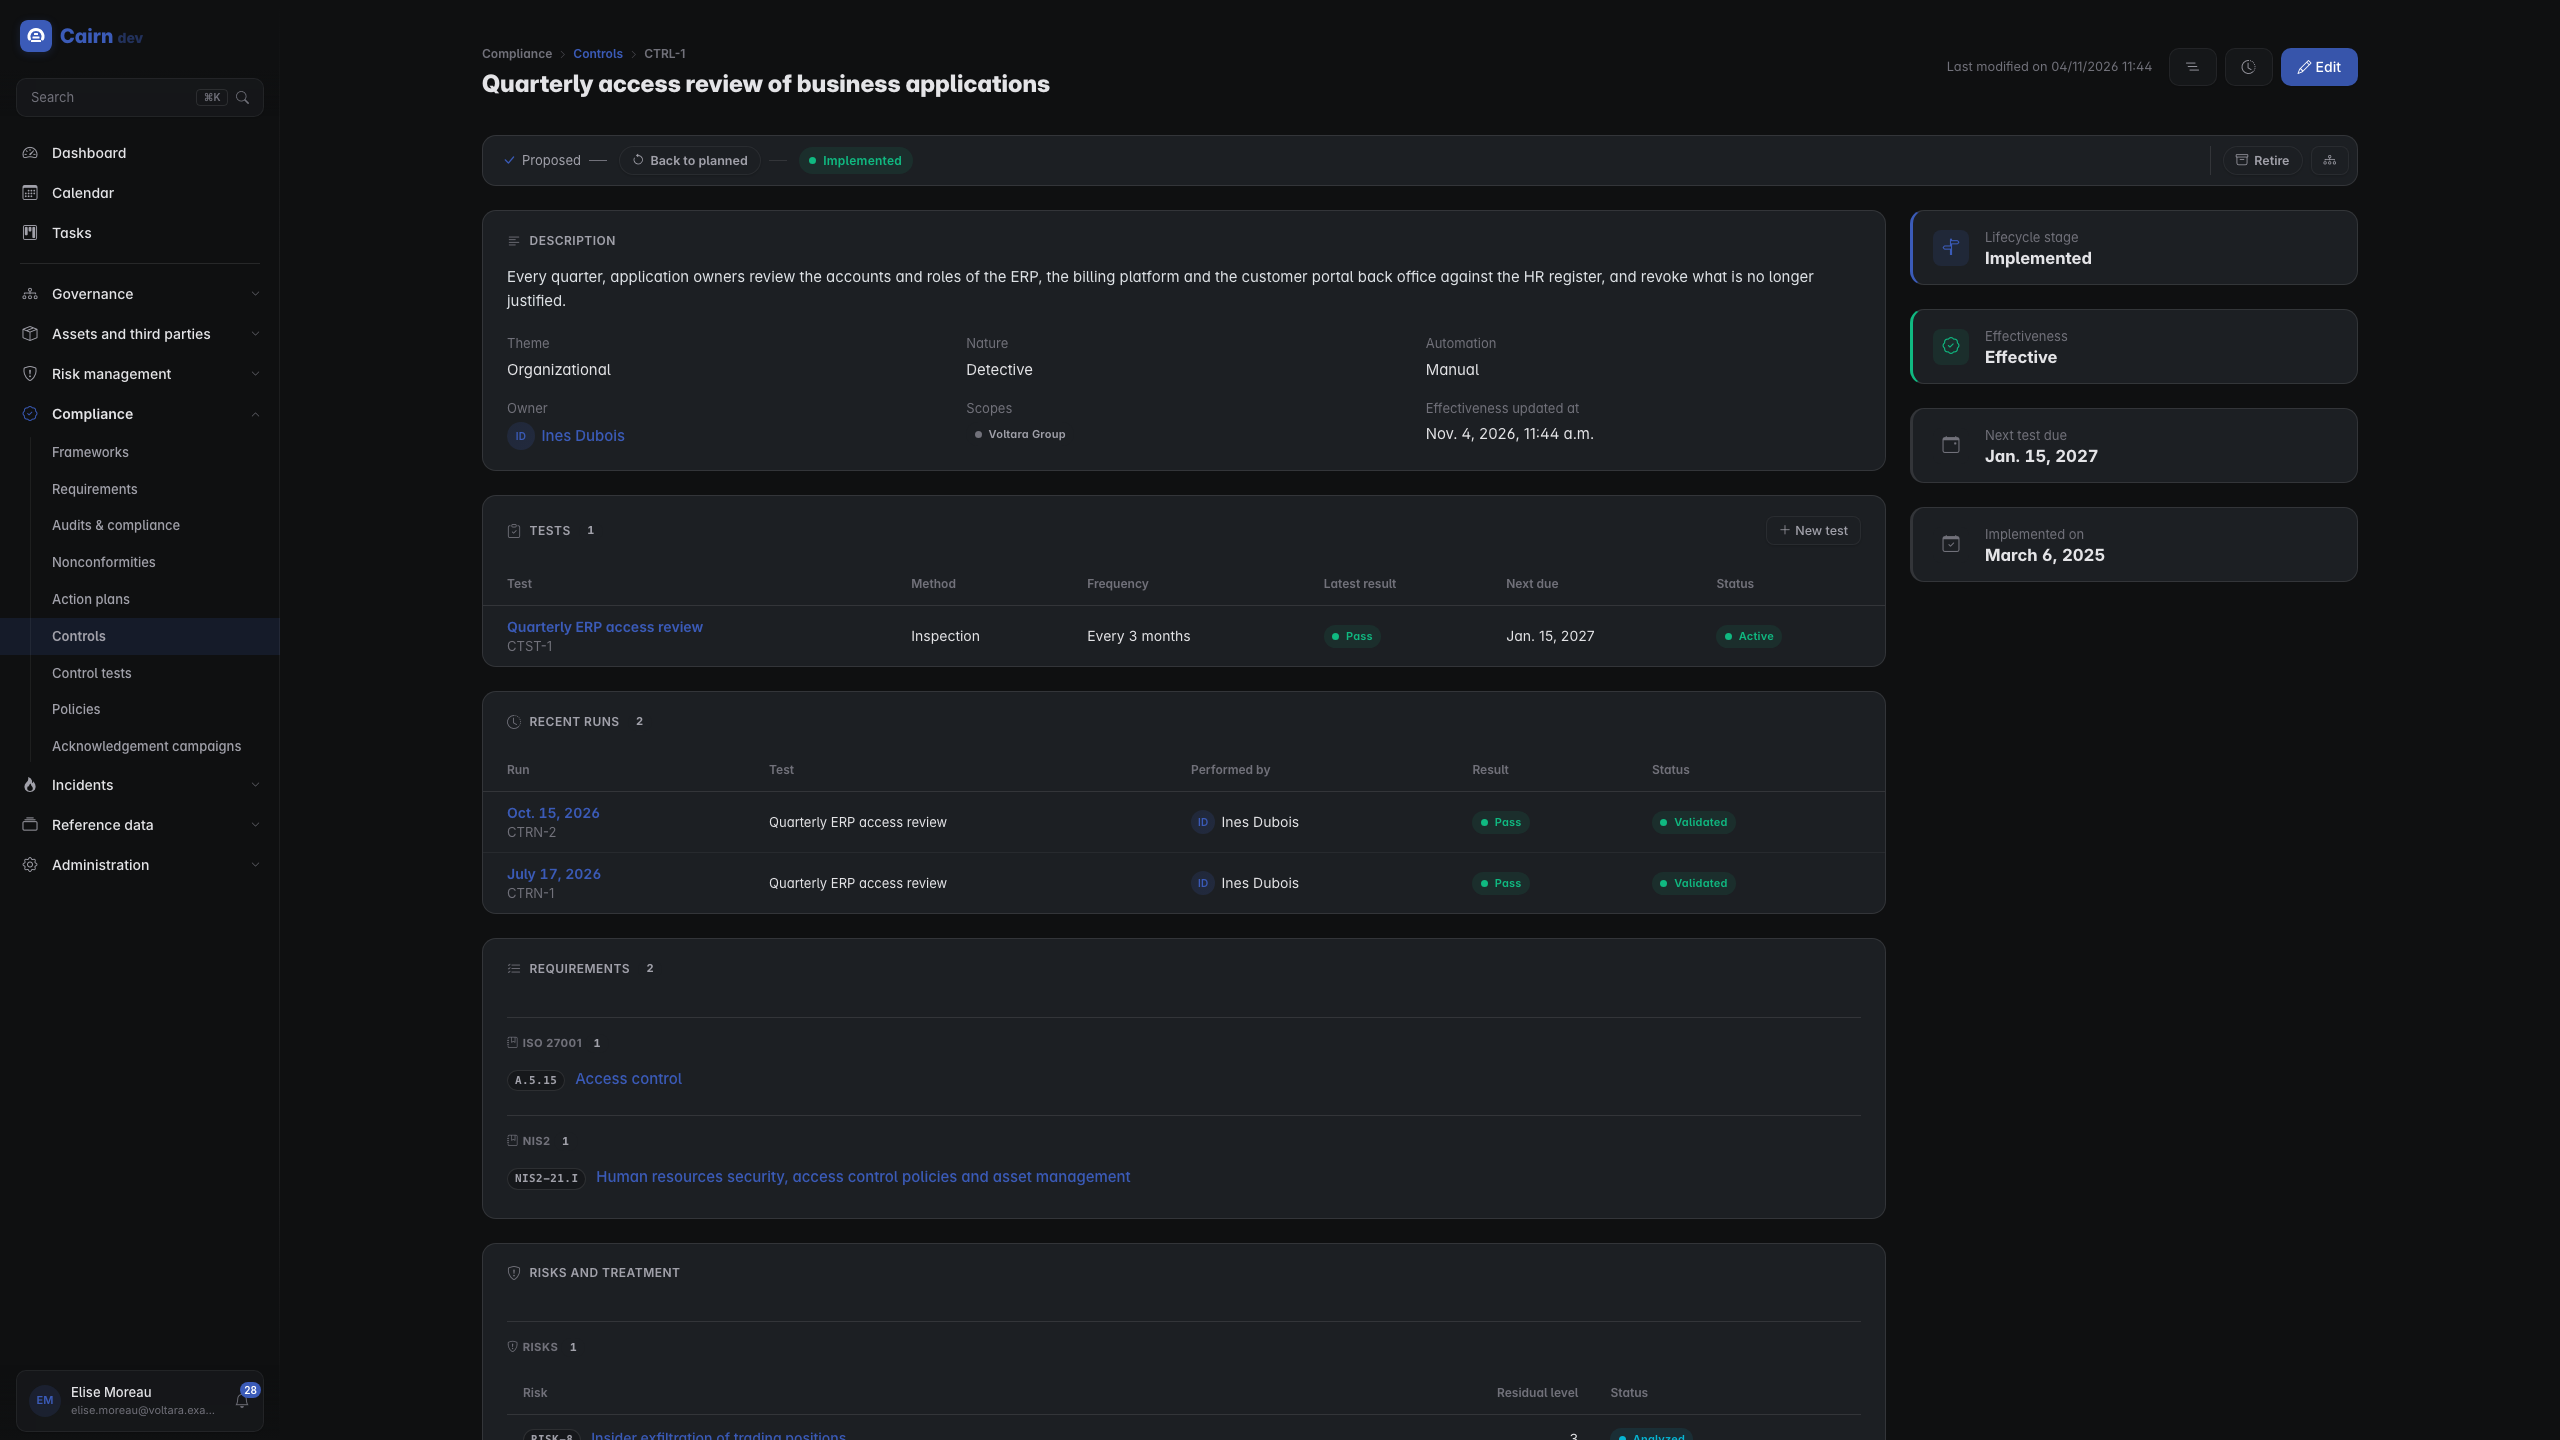 Cairn dev
Search ⌘K
Dashboard
Calendar
Tasks
Governance
Assets and third parties
Risk management
Compliance
Frameworks
Requirements
Audits & compliance
Nonconformities
Action plans
Controls
Control tests
Policies
Acknowledgement campaigns
Incidents
Reference data
Administration
EM
Elise Moreau
elise.moreau@voltara.exa...
28
Compliance > Controls > CTRL-1
Quarterly access review of business applications
Last modified on 04/11/2026 11:44
Edit
Proposed
Back to planned
Implemented
Retire
DESCRIPTION
Every quarter, application owners review the accounts and roles of the ERP, the billing platform and the customer portal back office against the HR register, and revoke what is no longer
justified.
Theme Nature Automation
Organizational Detective Manual
Owner Scopes Effectiveness updated at
ID Ines Dubois Voltara Group Nov. 4, 2026, 11:44 a.m.
TESTS 1
New test
Test Method Frequency Latest result Next due Status
Quarterly ERP access review Inspection Every 3 months Pass Jan. 15, 2027 Active
CTST-1
RECENT RUNS 2
Run Test Performed by Result Status
Oct. 15, 2026 Quarterly ERP access review ID Ines Dubois Pass Validated
CTRN-2
July 17, 2026 Quarterly ERP access review ID Ines Dubois Pass Validated
CTRN-1
REQUIREMENTS 2
ISO 27001 1
A.5.15 Access control
NIS2 1
NIS2-21.I Human resources security, access control policies and asset management
RISKS AND TREATMENT
RISKS 1
Risk Residual level Status
RISK-8 Insider exfiltration of trading positions 3 Analyzed
Lifecycle stage
Implemented
Effectiveness
Effective
Next test due
Jan. 15, 2027
Implemented on
March 6, 2025